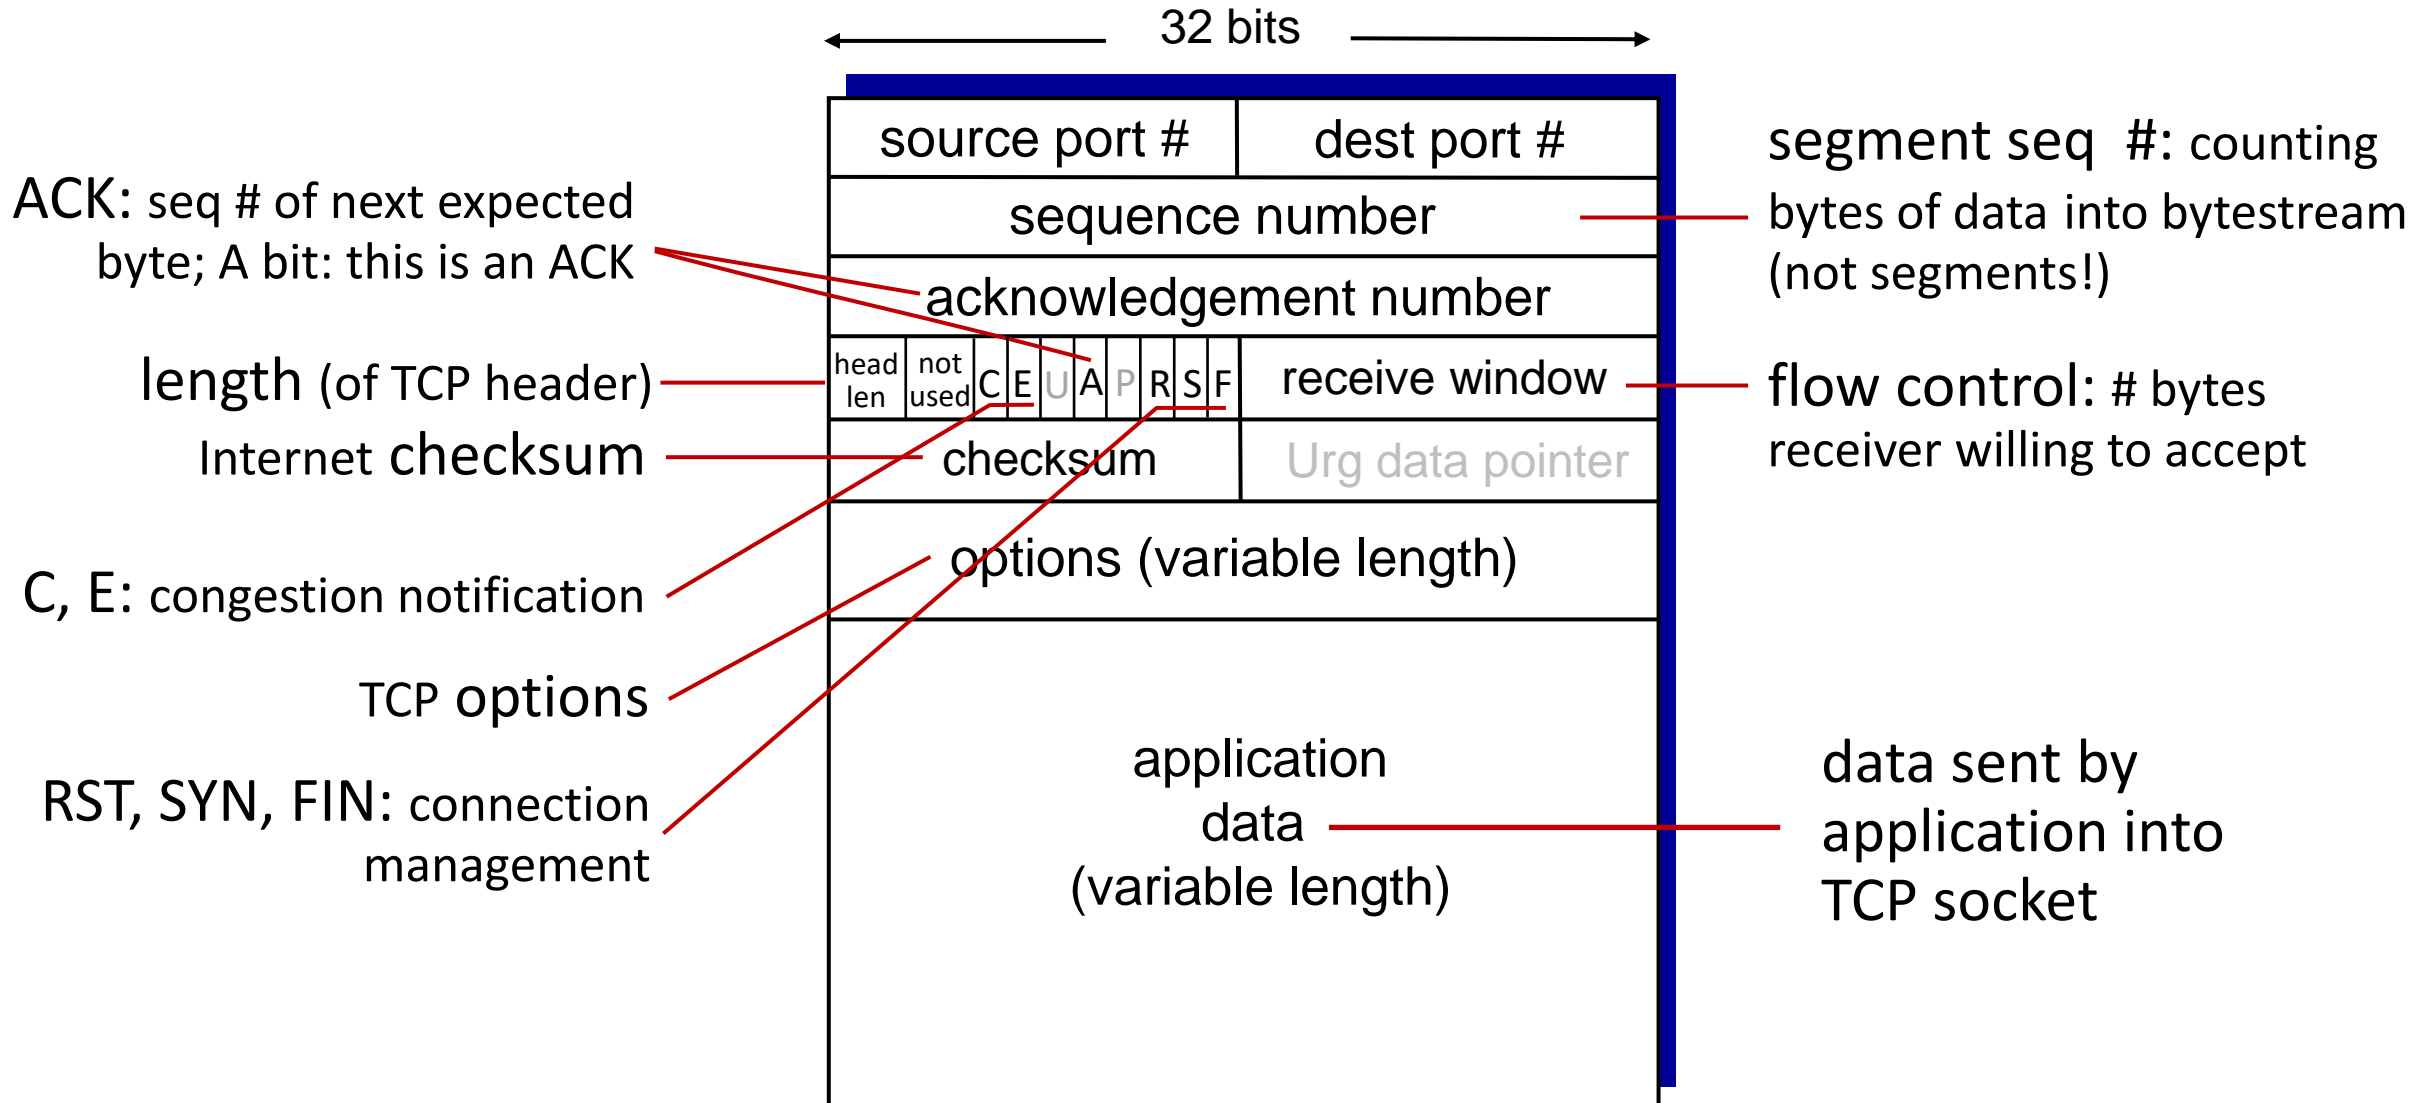 32 bits
source port #
dest port #
sequence number
acknowledgement number
head
len
not
used
C
E
U
A
P
R
S
F
receive window
checksum
Urg data pointer
options (variable length)
application
data
(variable length)
ACK: seq # of next expected
byte; A bit: this is an ACK
length (of TCP header)
Internet checksum
C, E: congestion notification
TCP options
RST, SYN, FIN: connection
management
segment seq #: counting
bytes of data into bytestream
(not segments!)
flow control: # bytes
receiver willing to accept
data sent by
application into
TCP socket